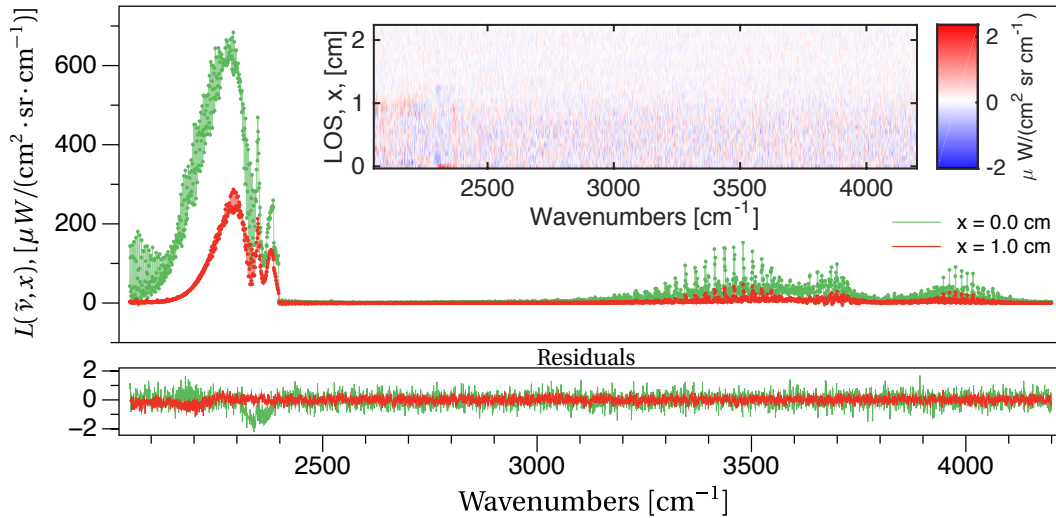 L(ν̃, x), [μW/(cm²·sr·cm⁻¹)]
600
400
200
0
LOS, x, [cm]
2
1
0
2500
3000
3500
4000
Wavenumbers [cm⁻¹]
2
0
-2
μ W/(cm² sr cm⁻¹)
x = 0.0 cm
x = 1.0 cm
Residuals
2
0
−2
2500
3000
3500
4000
Wavenumbers [cm⁻¹]